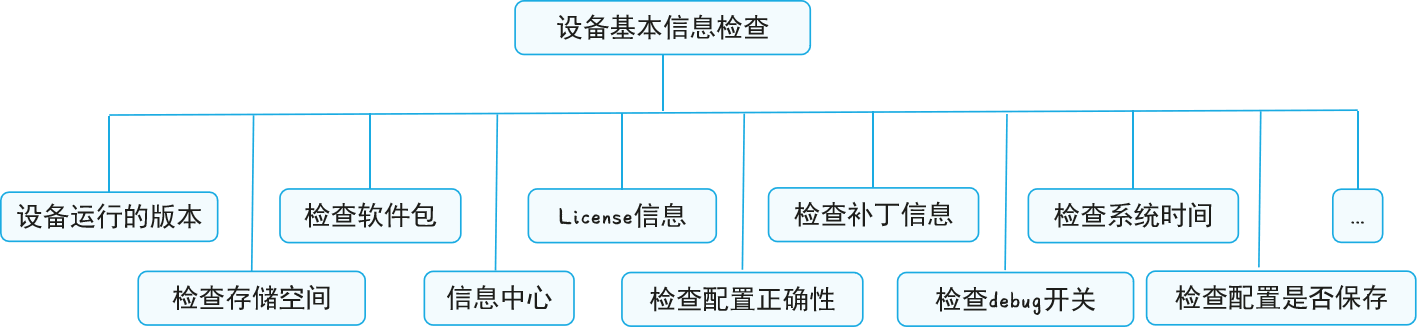 设备基本信息检查
设备运行的版本
检查软件包
License信息
检查补丁信息
检查系统时间
...
检查存储空间
信息中心
检查配置正确性
检查debug开关
检查配置是否保存